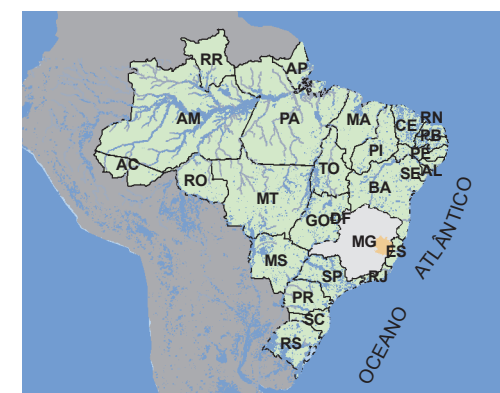 RR
AP
AM
PA
MA
CE
RN
PB
PI
PE
AC
TO
SE
AL
RO
BA
MT
GO
DF
MG
ES
MS
SP
RJ
PR
SC
RS
OCEANO ATLÂNTICO